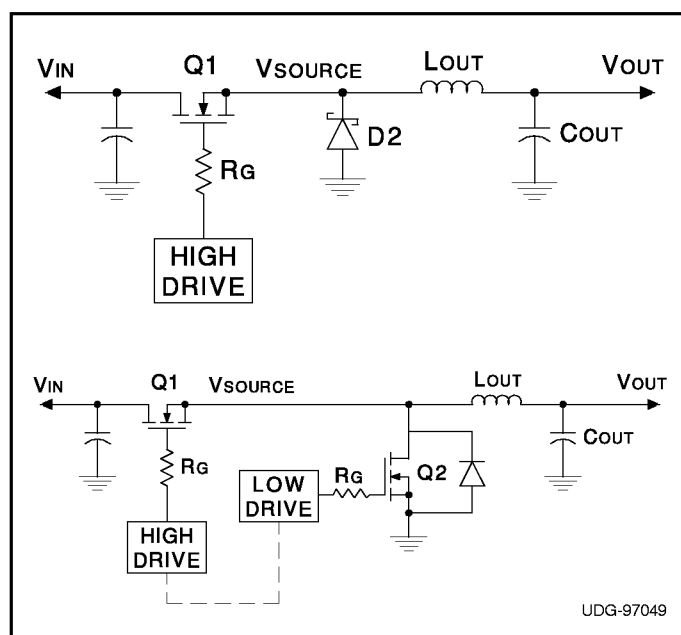 VIN Q1 VSOURCE LOUT VOUT
D2 COUT
RG
HIGH
DRIVE
VIN Q1 VSOURCE LOUT VOUT
COUT
RG LOW
DRIVE RG Q2
HIGH
DRIVE
UDG-97049